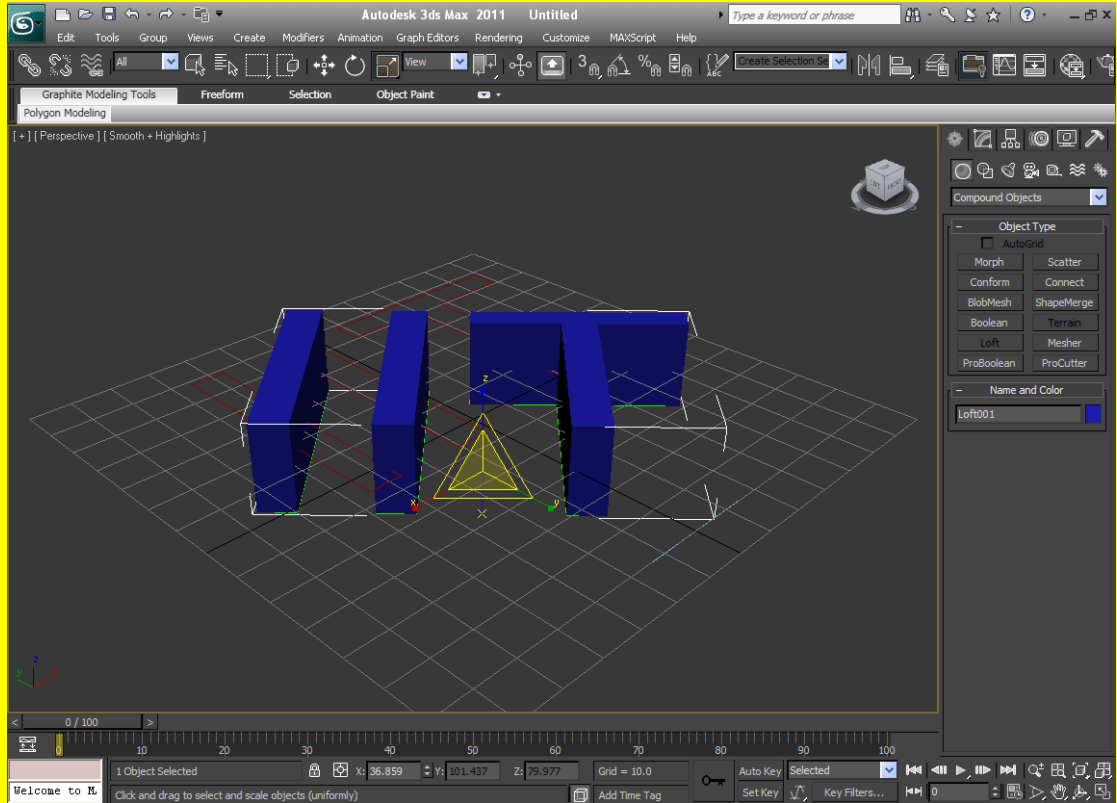 Autodesk 3ds Max 2011 Untitled
Type a keyword or phrase
Edit Tools Group Views Create Modifiers Animation Graph Editors Rendering Customize MAXScript Help
All
View
3
Create Selection Se
ABC
Graphite Modeling Tools Freeform Selection Object Paint
Polygon Modeling
[ + ] [ Perspective ] [ Smooth + Highlights ]
TOP
LEFT FRONT
Compound Objects
Object Type
AutoGrid
Morph Scatter
Conform Connect
BlobMesh ShapeMerge
Boolean Terrain
Loft Mesher
ProBoolean ProCutter
Name and Color
Loft001
z
x
y
z
y x
0 / 100
0 10 20 30 40 50 60 70 80 90 100
1 Object Selected X: 36.859 Y: 101.437 Z: 79.977 Grid = 10.0 Auto Key Selected
Welcome to M Click and drag to select and scale objects (uniformly) Add Time Tag Set Key Key Filters... 0